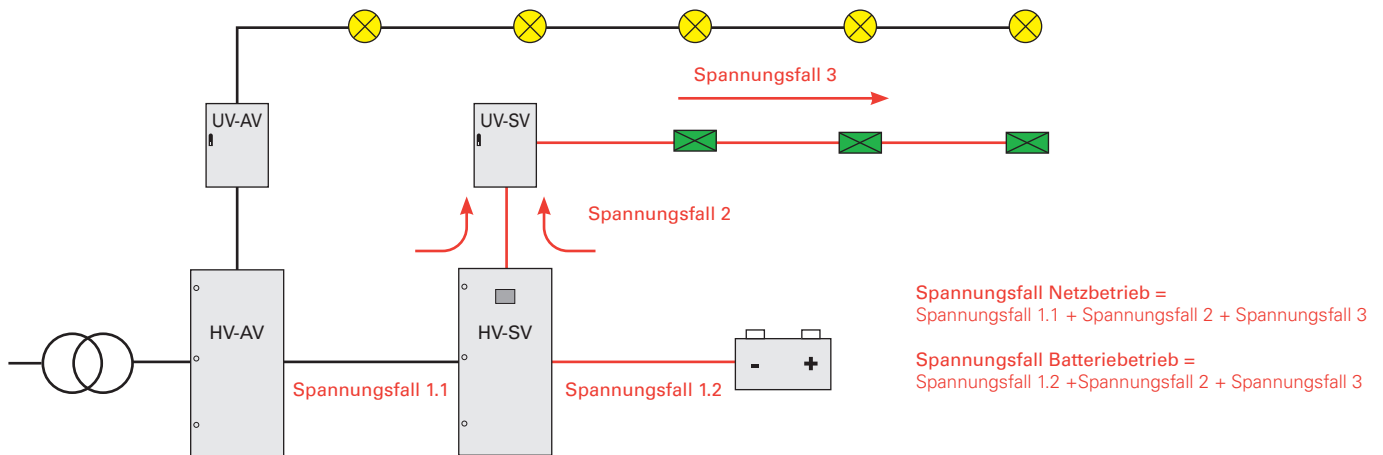 Spannungsfall 3
UV-AV
UV-SV
Spannungsfall 2
HV-AV
HV-SV
Spannungsfall 1.1
Spannungsfall 1.2
- +
Spannungsfall Netzbetrieb =
Spannungsfall 1.1 + Spannungsfall 2 + Spannungsfall 3
Spannungsfall Batteriebetrieb =
Spannungsfall 1.2 +Spannungsfall 2 + Spannungsfall 3